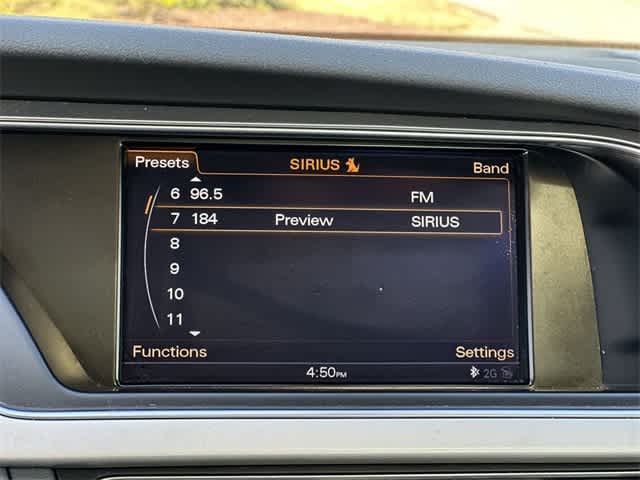 Presets SIRIUS Band
6 96.5 FM
7 184 Preview SIRIUS
8
9
10
11
Functions Settings
4:50PM 2G